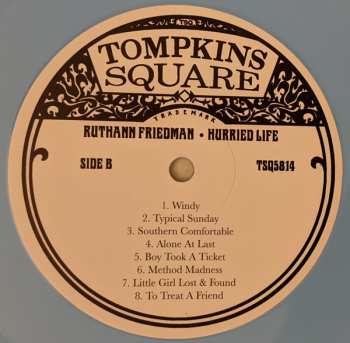 TSQ
TOMPKINS
SQUARE
TRADEMARK
RUTHANN FRIEDMAN • HURRIED LIFE
SIDE B
TSQ5814
1. Windy
2. Typical Sunday
3. Southern Comfortable
4. Alone At Last
5. Boy Took A Ticket
6. Method Madness
7. Little Girl Lost & Found
8. To Treat A Friend